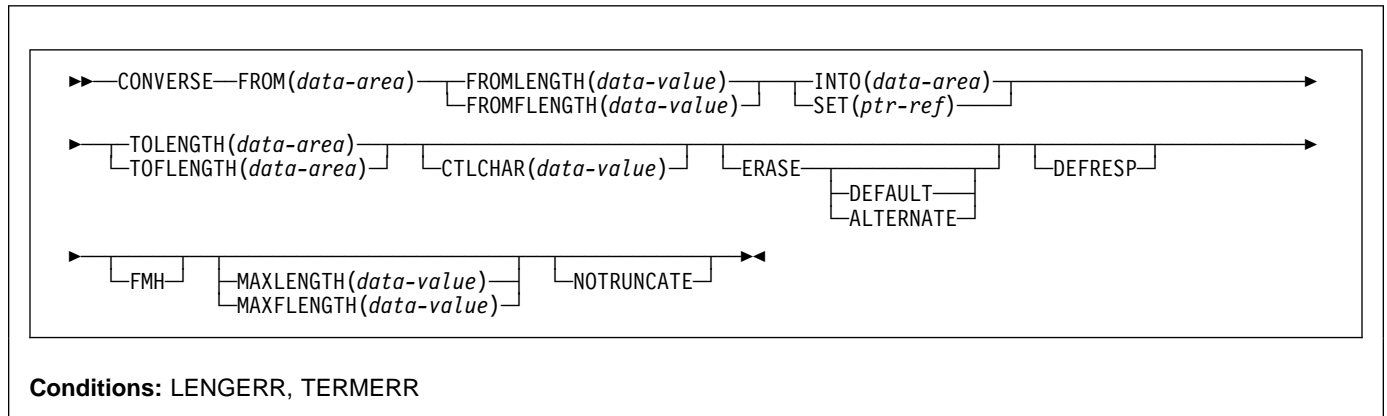 CONVERSE FROM(data-area) FROMLENGTH(data-value) INTO(data-area)
FROMFLENGTH(data-value) SET(ptr-ref)
TOLENGTH(data-area)
TOFLENGTH(data-area) CTLCHAR(data-value) ERASE DEFRESP
DEFAULT
ALTERNATE
FMH MAXLENGTH(data-value) NOTRUNCATE
MAXFLENGTH(data-value)
Conditions: LENGERR, TERMERR